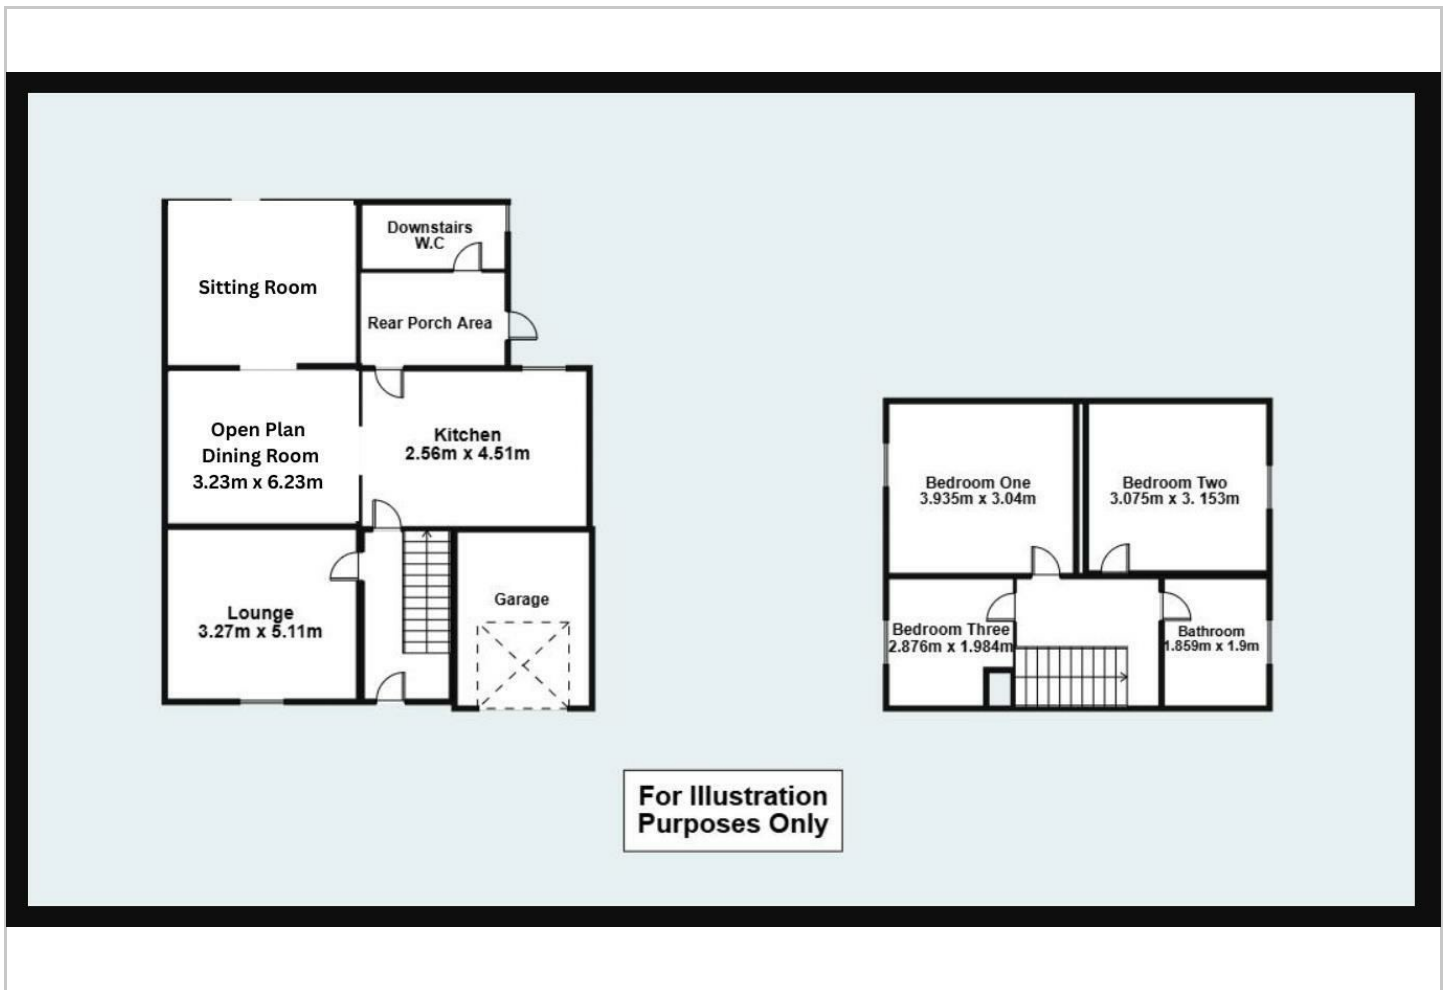 Downstairs
W.C
Sitting Room
Rear Porch Area
Open Plan
Dining Room
3.23m x 6.23m
Kitchen
2.56m x 4.51m
Lounge
3.27m x 5.11m
Garage
Bedroom One
3.935m x 3.04m
Bedroom Two
3.075m x 3. 153m
Bedroom Three
2.876m x 1.984m
Bathroom
1.859m x 1.9m
For Illustration
Purposes Only